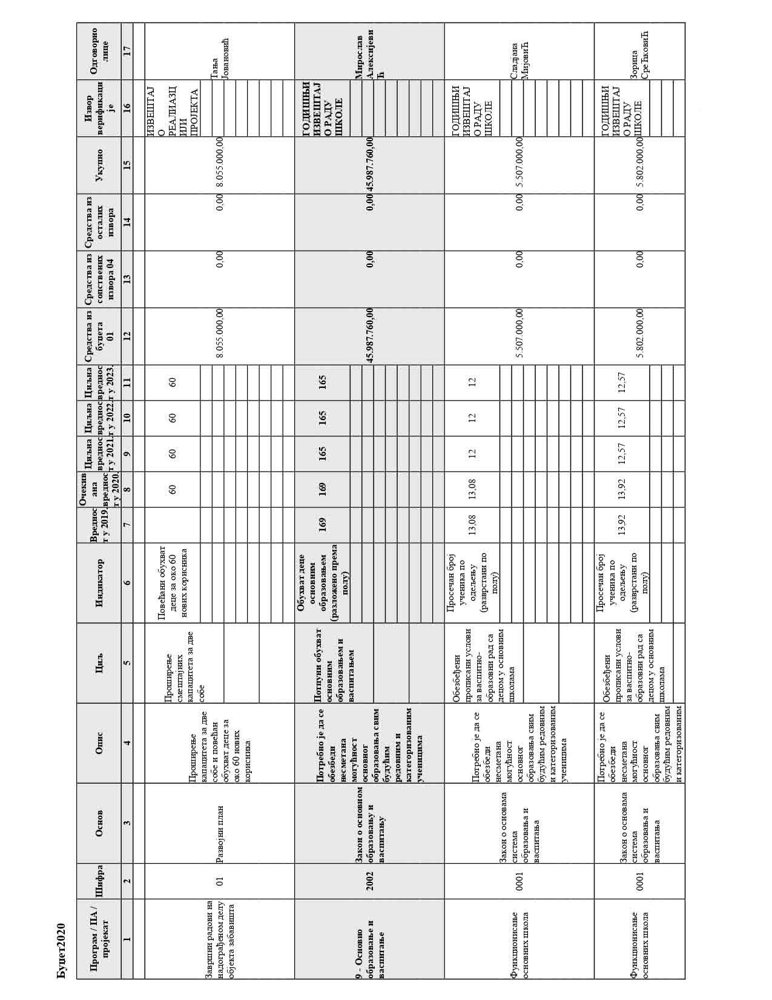 Буџет2020
Програм / ПА /
пројекат
Шифра
Основ
Опис
Циљ
Индикатор
Вреднос
т у 2019.
Очекив
ана
вреднос
т у 2020.
Циљна
вреднос
т у 2021.
Циљна
вреднос
т у 2022.
Циљна
вреднос
т у 2023.
Средства из
буџета
01
Средства из
сопствених
извора 04
Средства из
осталих
извора
Укупно
Извор
верификаци
је
Одговорно
лице
1
2
3
4
5
6
7
8
9
10
11
12
13
14
15
16
17
Завршни радови на
надограђеном делу
објекта забавишта
01
Развојни план
Проширење
капацитета за две
собе и повећан
обухват деце за
око 60 нових
корисника
Проширење
смештајних
капацитета за две
собе
Повећани обухват
деце за око 60
нових корисника
60
60
60
60
8.055.000,00
0,00
0,00
8.055.000,00
ИЗВЕШТАЈ
О
РЕАЛИАЗЦ
ИЈИ
ПРОЈЕКТА
Тања
Јовановић
9 - Основно
образовање и
васпитање
2002
Закон о основном
образовању и
васпитању
Потребно је да се
обезбеди
несметана
могућност
основног
образовања свим
будућим
редовним и
категоризованим
ученицима
Потпуни обухват
основним
образовањем и
васпитањем
Обухват деце
основним
образовањем
(разложено према
полу)
169
169
165
165
165
45.987.760,00
0,00
0,00
45.987.760,00
ГОДИШЊИ
ИЗВЕШТАЈ
О РАДУ
ШКОЛЕ
Мирослав
Алексијеви
ћ
Функционисање
основних школа
0001
Закон о основама
система
образовања и
васпитања
Потребно је да се
обезбеди
несметана
могућност
основног
образовања свим
будућим редовним
и категоризованим
ученицима
Обезбеђени
прописани услови
за васпитно-
образовни рад са
децом у основним
школама
Просечан број
ученика по
одељењу
(разврстани по
полу)
13,08
13,08
12
12
12
5.507.000,00
0,00
0,00
5.507.000,00
ГОДИШЊИ
ИЗВЕШТАЈ
О РАДУ
ШКОЛЕ
Слађана
Мијовић
Функционисање
основних школа
0001
Закон о основама
система
образовања и
васпитања
Потребно је да се
обезбеди
несметана
могућност
основног
образовања свим
будућим редовним
и категоризованим
Обезбеђени
прописани услови
за васпитно-
образовни рад са
децом у основним
школама
Просечан број
ученика по
одељењу
(разврстани по
полу)
13,92
13,92
12,57
12,57
12,57
5.802.000,00
0,00
0,00
5.802.000,00
ГОДИШЊИ
ИЗВЕШТАЈ
О РАДУ
ШКОЛЕ
Зорица
Срећковић